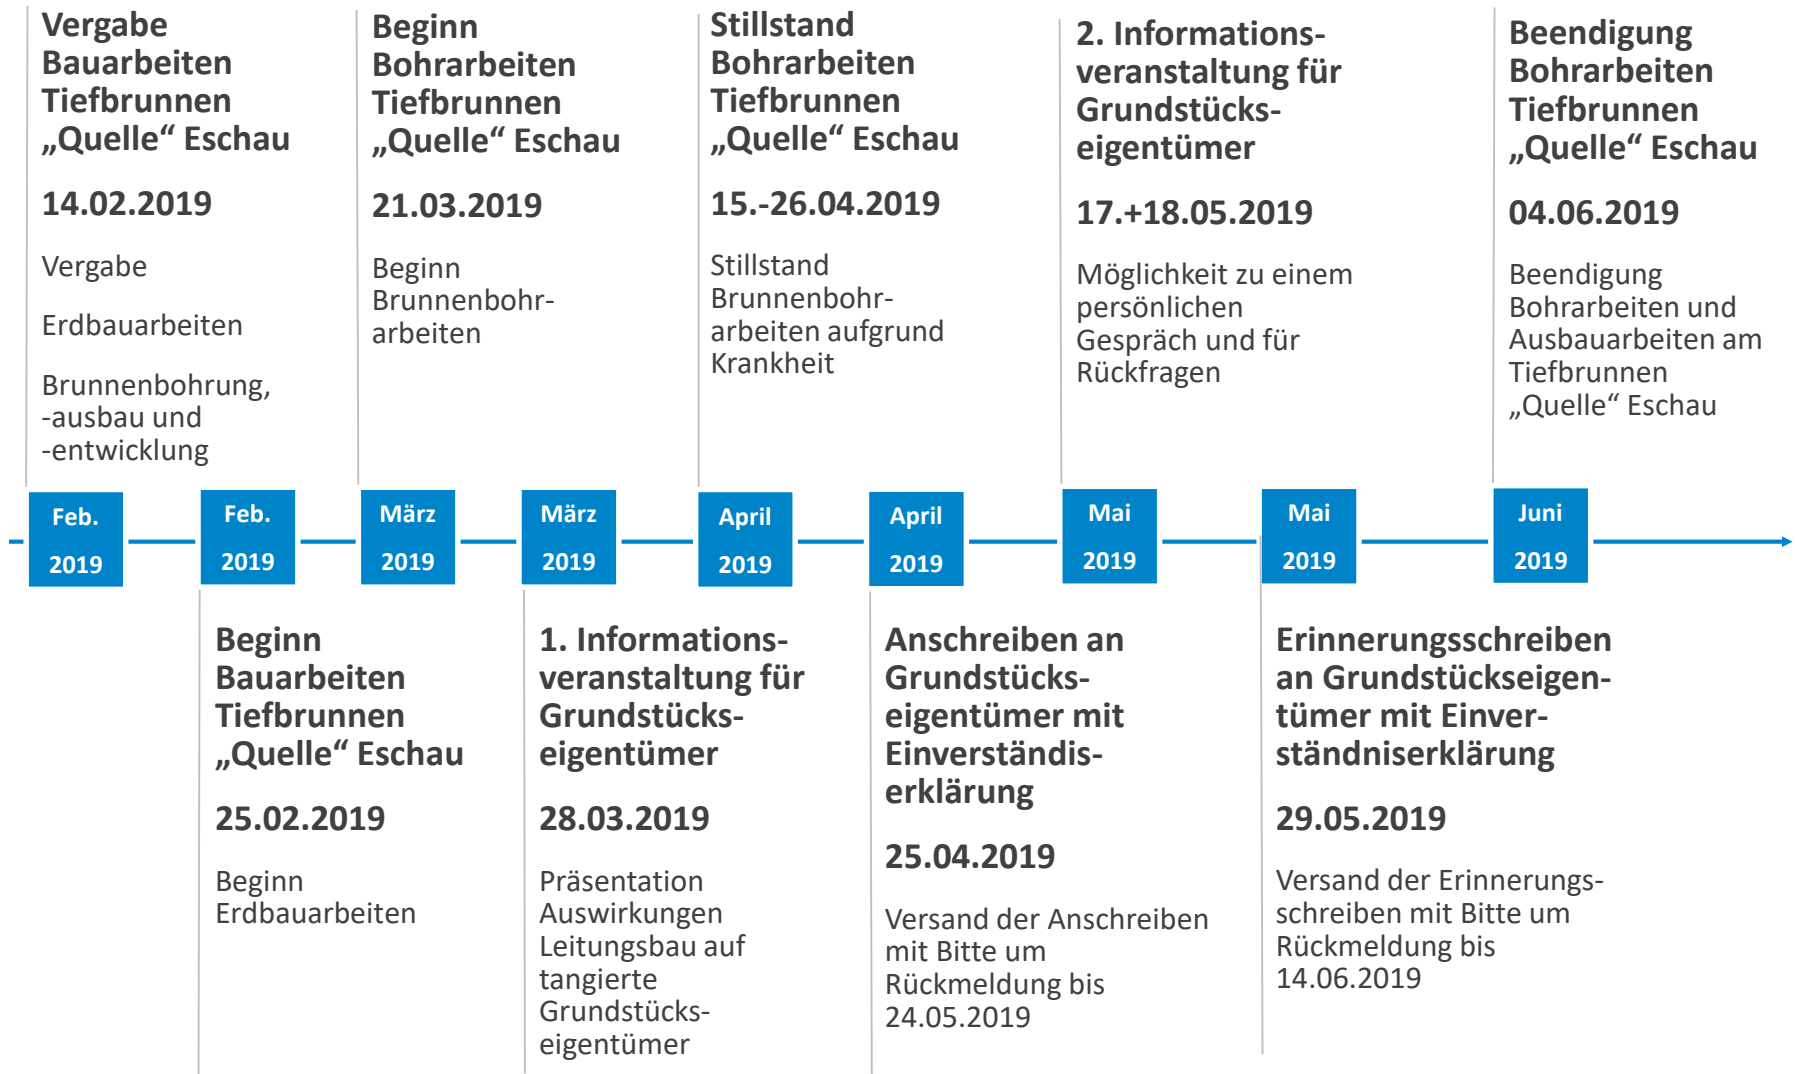 Vergabe
Bauarbeiten
Tiefbrunnen
„Quelle“ Eschau
14.02.2019
Vergabe
Erdbauarbeiten
Brunnenbohrung,
-ausbau und
-entwicklung
Beginn
Bohrarbeiten
Tiefbrunnen
„Quelle“ Eschau
21.03.2019
Beginn
Brunnenbohr-
arbeiten
Stillstand
Bohrarbeiten
Tiefbrunnen
„Quelle“ Eschau
15.-26.04.2019
Stillstand
Brunnenbohr-
arbeiten aufgrund
Krankheit
2. Informations-
veranstaltung für
Grundstücks-
eigentümer
17.+18.05.2019
Möglichkeit zu einem
persönlichen
Gespräch und für
Rückfragen
Beendigung
Bohrarbeiten
Tiefbrunnen
„Quelle“ Eschau
04.06.2019
Beendigung
Bohrarbeiten und
Ausbauarbeiten am
Tiefbrunnen
„Quelle“ Eschau
Feb.
2019
Feb.
2019
März
2019
März
2019
April
2019
April
2019
Mai
2019
Mai
2019
Juni
2019
Beginn
Bauarbeiten
Tiefbrunnen
„Quelle“ Eschau
25.02.2019
Beginn
Erdbauarbeiten
1. Informations-
veranstaltung für
Grundstücks-
eigentümer
28.03.2019
Präsentation
Auswirkungen
Leitungsbau auf
tangierte
Grundstücks-
eigentümer
Anschreiben an
Grundstücks-
eigentümer mit
Einverständis-
erklärung
25.04.2019
Versand der Anschreiben
mit Bitte um
Rückmeldung bis
24.05.2019
Erinnerungsschreiben
an Grundstückseigen-
tümer mit Einver-
ständniserklärung
29.05.2019
Versand der Erinnerungs-
schreiben mit Bitte um
Rückmeldung bis
14.06.2019